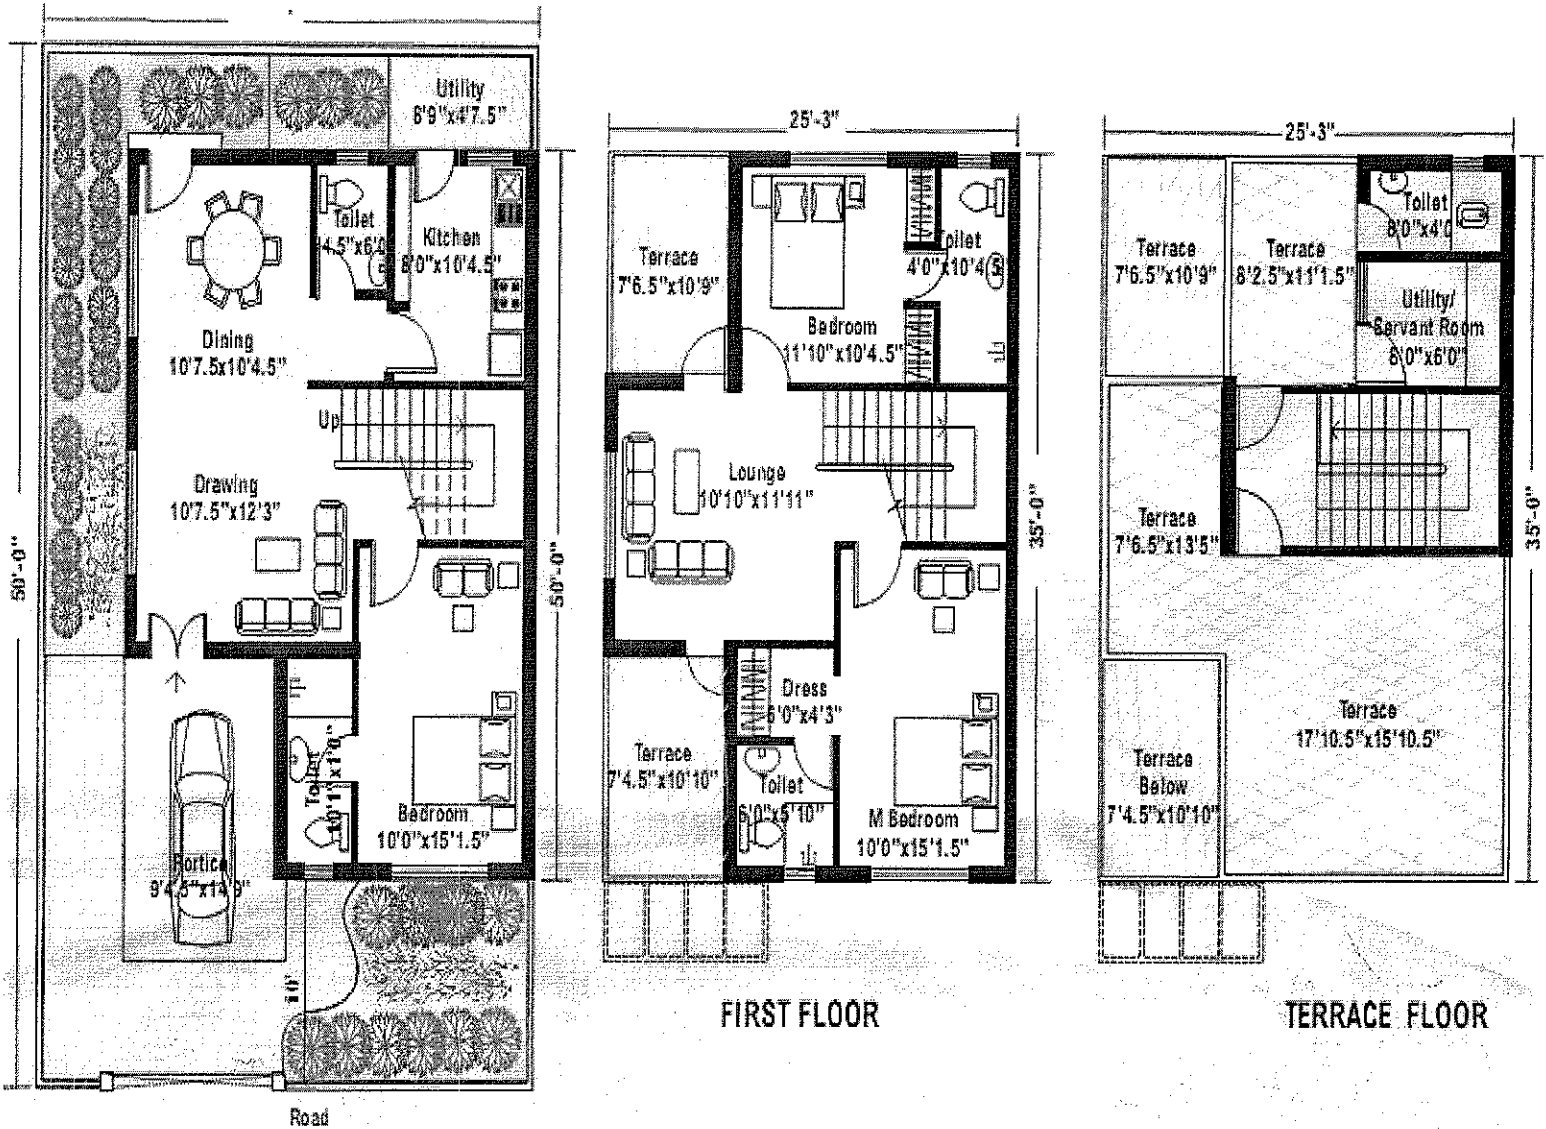 50'-0"
Utility
6'9"x4'7.5"
Toilet
Kitchen
8'0"x10'4.5"
Dining
10'7.5x10'4.5"
Up
Drawing
10'7.5"x12'3"
50'-0"
Toilet
Bedroom
10'0"x15'1.5"
Portico
10'
Road
25'-3"
Terrace
7'6.5"x10'9"
Bedroom
11'10"x10'4.5"
Toilet
4'0"x10'4.5
Lounge
10'10"x11'11"
35'-0"
Dress
6'0"x4'3"
Terrace
7'4.5"x10'10"
Toilet
6'0"x5'10"
M Bedroom
10'0"x15'1.5"
FIRST FLOOR
25'-3"
Terrace
7'6.5"x10'9"
Terrace
8'2.5"x11'1.5"
Toilet
8'0"x4'0
Utility/
Servant Room
8'0"x6'0"
Terrace
7'6.5"x13'5"
35'-0"
Terrace
17'10.5"x15'10.5"
Terrace
Below
7'4.5"x10'10"
TERRACE FLOOR